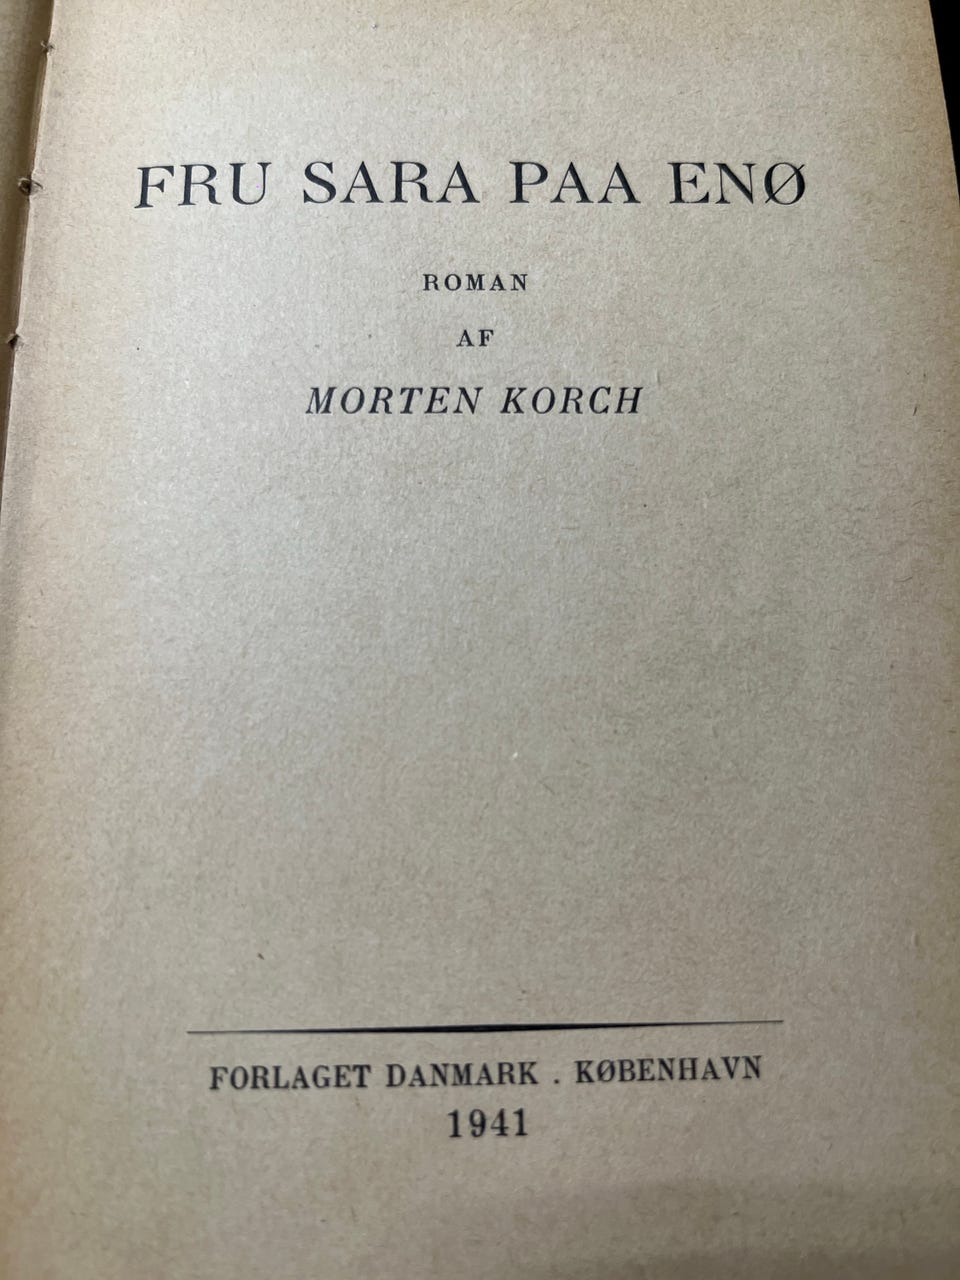 FRU SARA PAA ENØ
ROMAN
AF
MORTEN KORCH
FORLAGET DANMARK . KØBENHAVN
1941